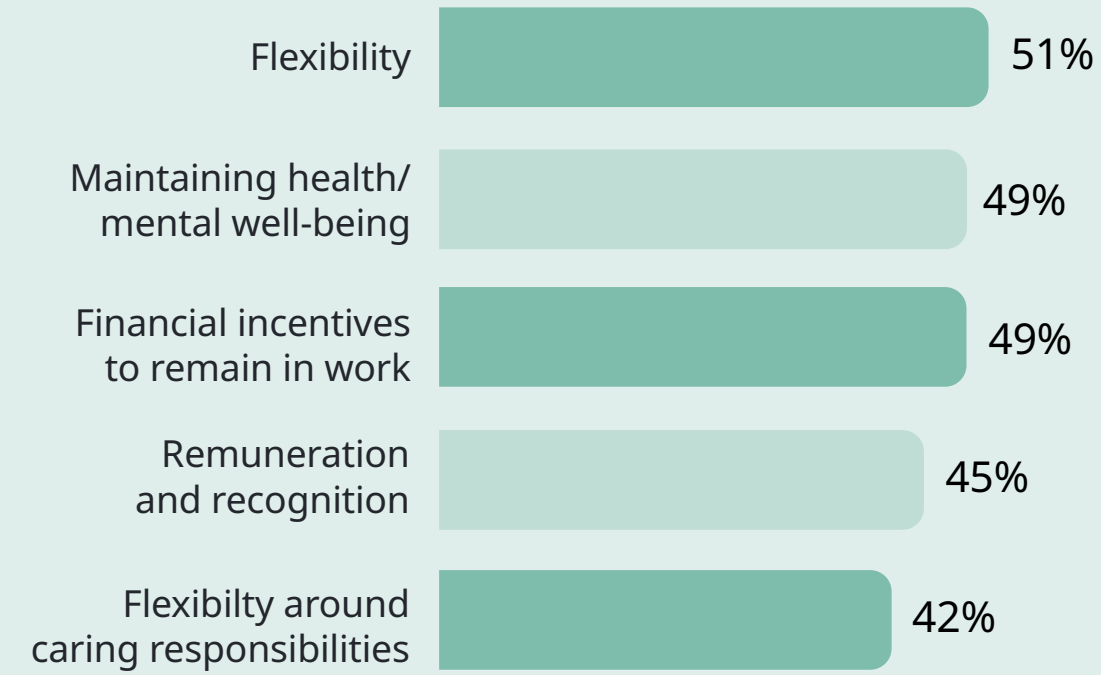 Flexibility
51%
Maintaining health/
mental well-being
49%
Financial incentives
to remain in work
49%
Remuneration
and recognition
45%
Flexibilty around
caring responsibilities
42%